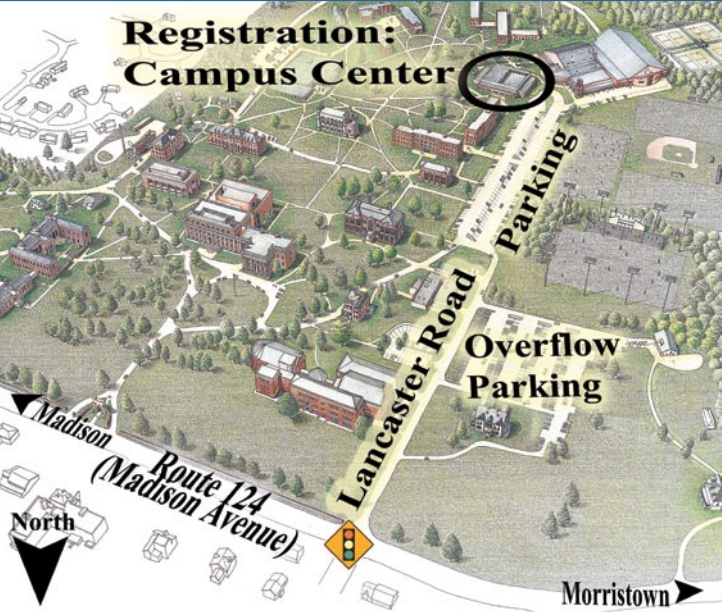 Registration:
Campus Center
Parking
Lancaster Road
Overflow
Parking
Madison
Route 124
(Madison Avenue)
North
Morristown